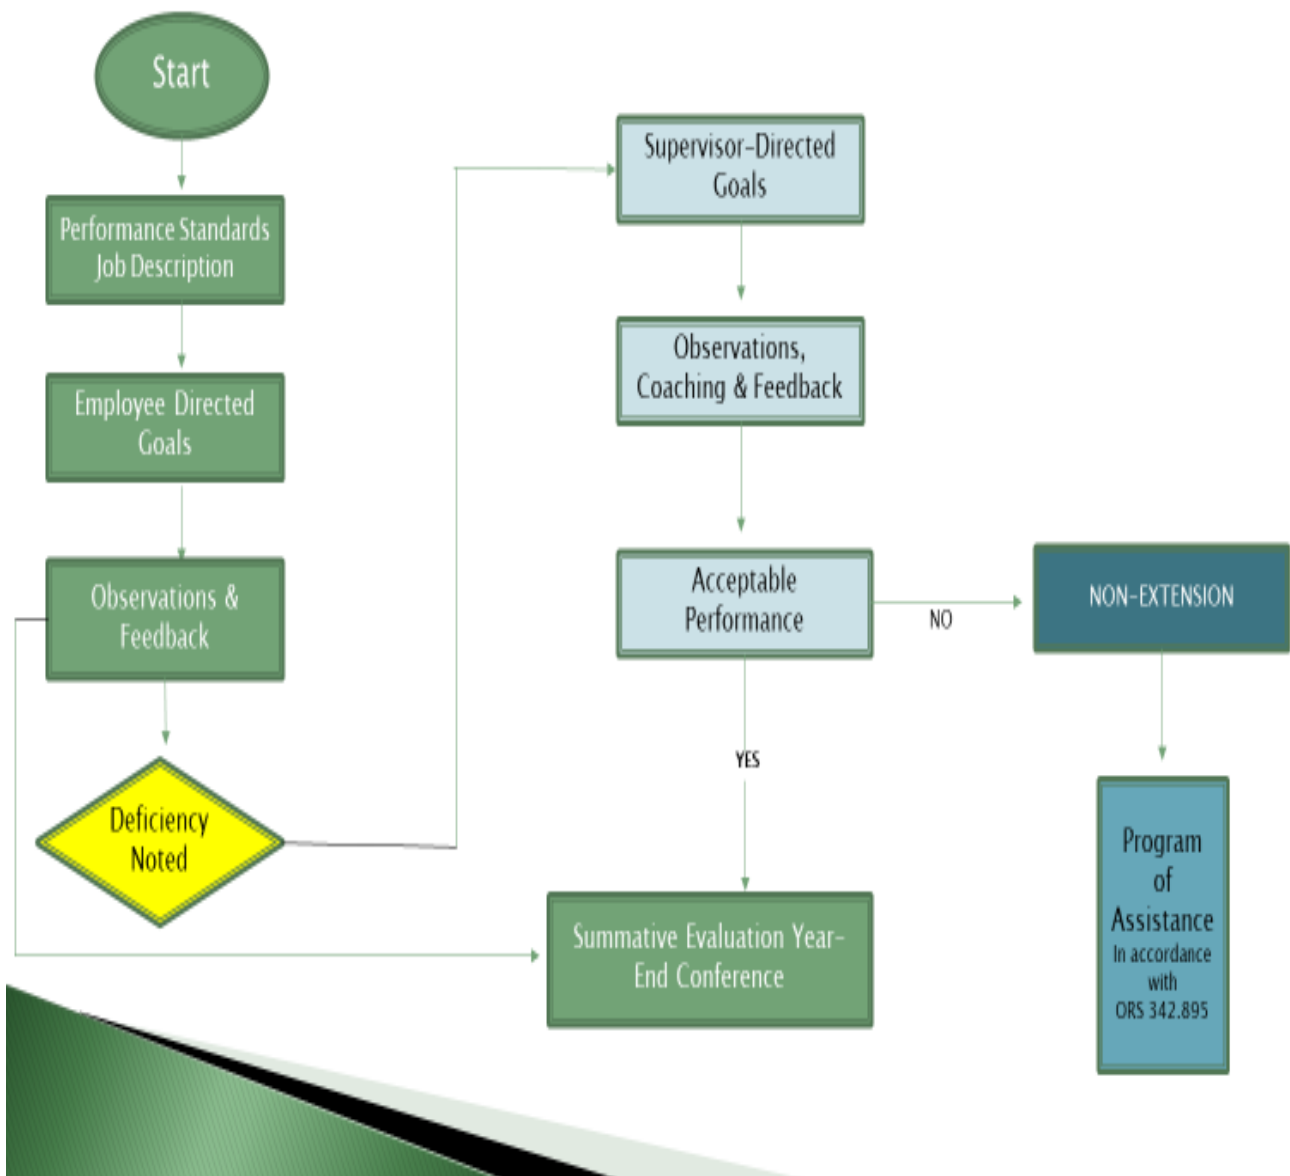 Start
Performance Standards
Job Description
Employee Directed
Goals
Observations &
Feedback
Deficiency
Noted
Supervisor-Directed
Goals
Observations,
Coaching & Feedback
Acceptable
Performance
NO
YES
Summative Evaluation Year-
End Conference
NON-EXTENSION
Program
of
Assistance
In accordance
with
ORS 342.895